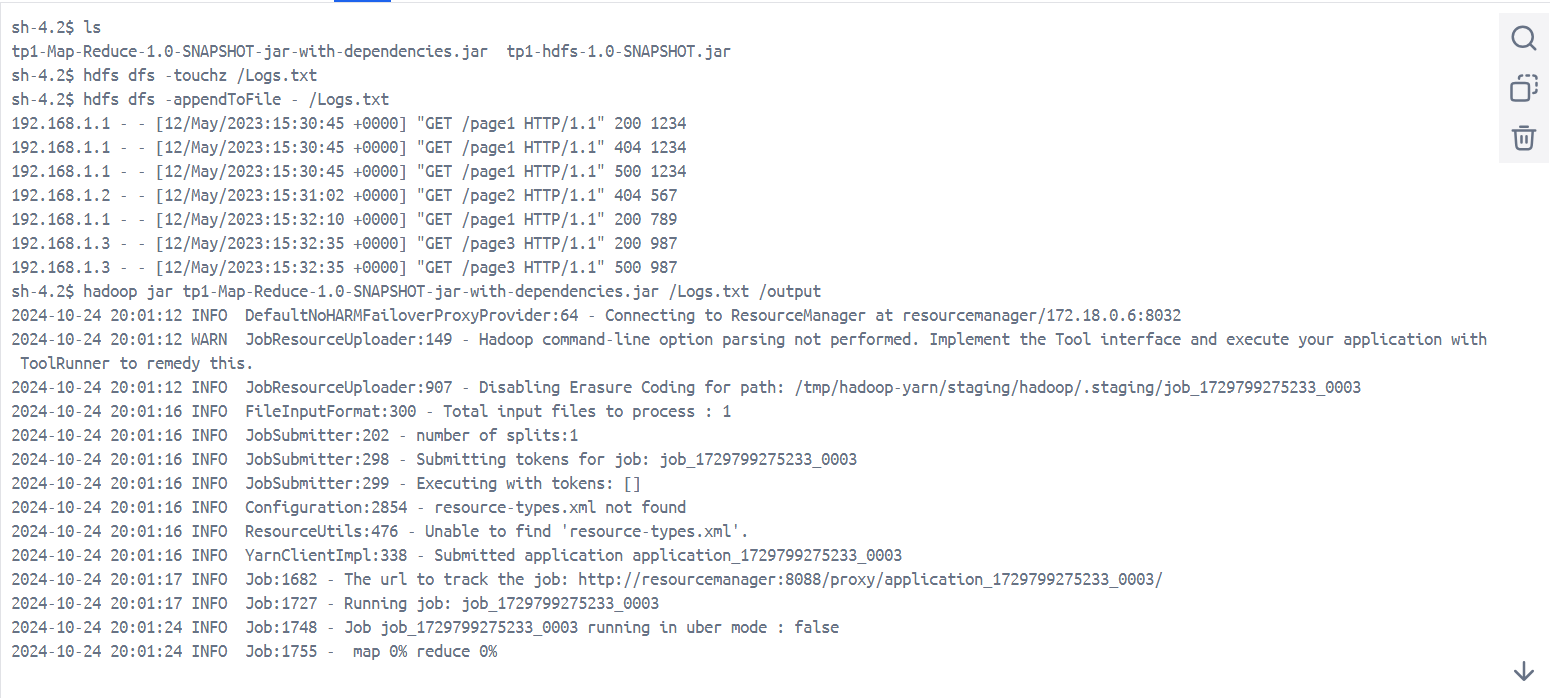 sh-4.2$ ls
tp1-Map-Reduce-1.0-SNAPSHOT-jar-with-dependencies.jar  tp1-hdfs-1.0-SNAPSHOT.jar
sh-4.2$ hdfs dfs -touchz /Logs.txt
sh-4.2$ hdfs dfs -appendToFile - /Logs.txt
192.168.1.1 - - [12/May/2023:15:30:45 +0000] "GET /page1 HTTP/1.1" 200 1234
192.168.1.1 - - [12/May/2023:15:30:45 +0000] "GET /page1 HTTP/1.1" 404 1234
192.168.1.1 - - [12/May/2023:15:30:45 +0000] "GET /page1 HTTP/1.1" 500 1234
192.168.1.2 - - [12/May/2023:15:31:02 +0000] "GET /page2 HTTP/1.1" 404 567
192.168.1.1 - - [12/May/2023:15:32:10 +0000] "GET /page1 HTTP/1.1" 200 789
192.168.1.3 - - [12/May/2023:15:32:35 +0000] "GET /page3 HTTP/1.1" 200 987
192.168.1.3 - - [12/May/2023:15:32:35 +0000] "GET /page3 HTTP/1.1" 500 987
sh-4.2$ hadoop jar tp1-Map-Reduce-1.0-SNAPSHOT-jar-with-dependencies.jar /Logs.txt /output
2024-10-24 20:01:12 INFO  DefaultNoHARMFailoverProxyProvider:64 - Connecting to ResourceManager at resourcemanager/172.18.0.6:8032
2024-10-24 20:01:12 WARN  JobResourceUploader:149 - Hadoop command-line option parsing not performed. Implement the Tool interface and execute your application with
 ToolRunner to remedy this.
2024-10-24 20:01:12 INFO  JobResourceUploader:907 - Disabling Erasure Coding for path: /tmp/hadoop-yarn/staging/hadoop/.staging/job_1729799275233_0003
2024-10-24 20:01:16 INFO  FileInputFormat:300 - Total input files to process : 1
2024-10-24 20:01:16 INFO  JobSubmitter:202 - number of splits:1
2024-10-24 20:01:16 INFO  JobSubmitter:298 - Submitting tokens for job: job_1729799275233_0003
2024-10-24 20:01:16 INFO  JobSubmitter:299 - Executing with tokens: []
2024-10-24 20:01:16 INFO  Configuration:2854 - resource-types.xml not found
2024-10-24 20:01:16 INFO  ResourceUtils:476 - Unable to find 'resource-types.xml'.
2024-10-24 20:01:16 INFO  YarnClientImpl:338 - Submitted application application_1729799275233_0003
2024-10-24 20:01:17 INFO  Job:1682 - The url to track the job: http://resourcemanager:8088/proxy/application_1729799275233_0003/
2024-10-24 20:01:17 INFO  Job:1727 - Running job: job_1729799275233_0003
2024-10-24 20:01:24 INFO  Job:1748 - Job job_1729799275233_0003 running in uber mode : false
2024-10-24 20:01:24 INFO  Job:1755 -  map 0% reduce 0%